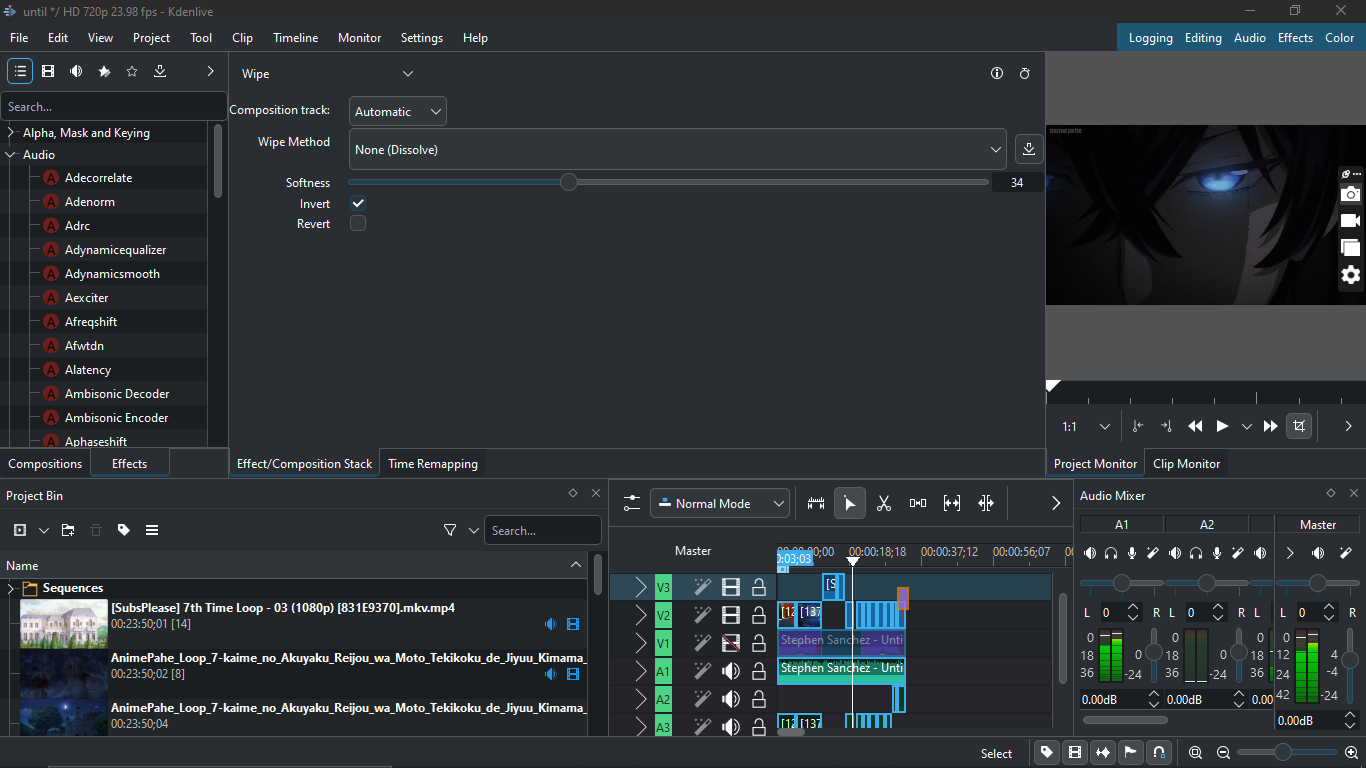 until */ HD 720p 23.98 fps - Kdenlive
File Edit View Project Tool Clip Timeline Monitor Settings Help
Logging Editing Audio Effects Color
Search...
Alpha, Mask and Keying
Audio
Adecorrelate
Adenorm
Adrc
Adynamicequalizer
Adynamicsmooth
Aexciter
Afreqshift
Afwtdn
Alatency
Ambisonic Decoder
Ambisonic Encoder
Aphaseshift
Compositions Effects
Wipe
Composition track: Automatic
Wipe Method None (Dissolve)
Softness 34
Invert
Revert
Effect/Composition Stack Time Remapping
1:1
Project Monitor Clip Monitor
Project Bin
Search...
Name
Sequences
[SubsPlease] 7th Time Loop - 03 (1080p) [831E9370].mkv.mp4
00:23:50;01 [14]
AnimePahe_Loop_7-kaime_no_Akuyaku_Reijou_wa_Moto_Tekikoku_de_Jiyuu_Kimama_
00:23:50;02 [8]
AnimePahe_Loop_7-kaime_no_Akuyaku_Reijou_wa_Moto_Tekikoku_de_Jiyuu_Kimama_
00:23:50;04
Normal Mode
Master
00:00:18;18 00:00:37;12 00:00:56;07
0:03;03
V3 [S
V2 [12 [137
V1 Stephen Sanchez - Unti
A1 Stephen Sanchez - Unti
A2
A3 [12 [137
Audio Mixer
A1 A2 Master
L 0 R L 0 R L 0 R
0 18 36 0 -24
0 18 36 0 -24
0 18 36
0 12 24 42 4 -4 -24
0.00dB 0.00dB 0.00 0.00dB
Select